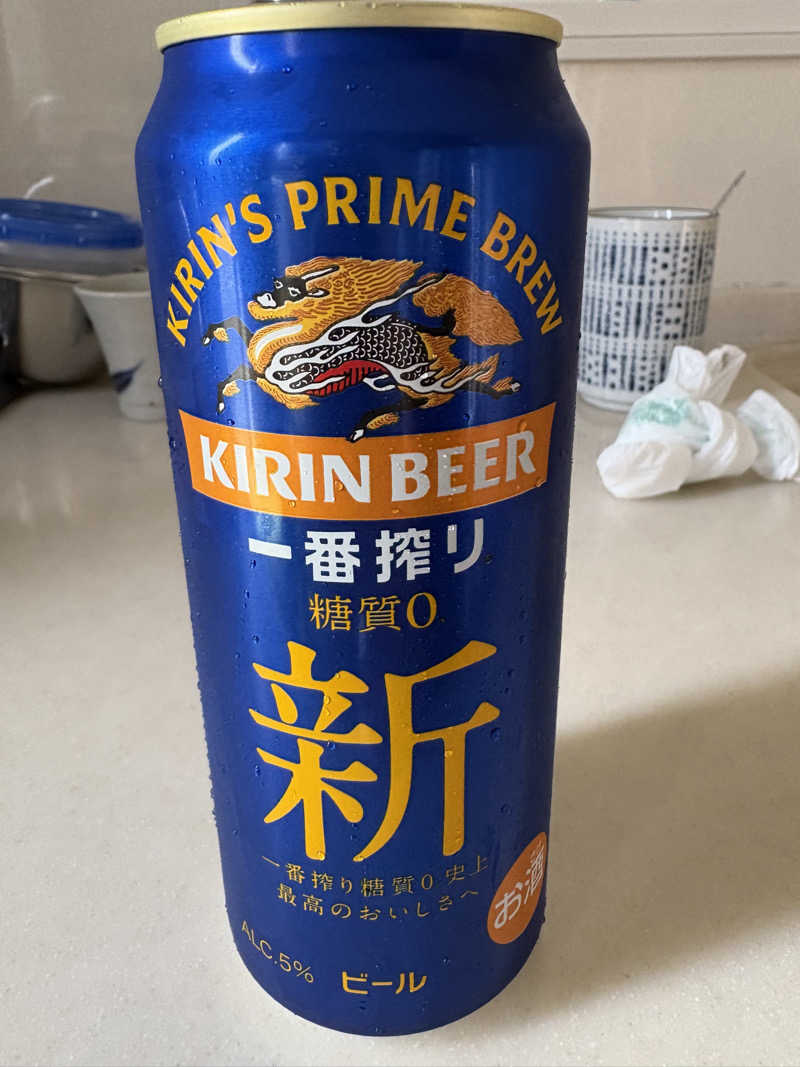 KIRIN'S PRIME BREW
KIRIN BEER
一番搾り
糖質0
新
一番搾り糖質0 史上
最高のおいしさへ
お酒
ALC.5%
ビール